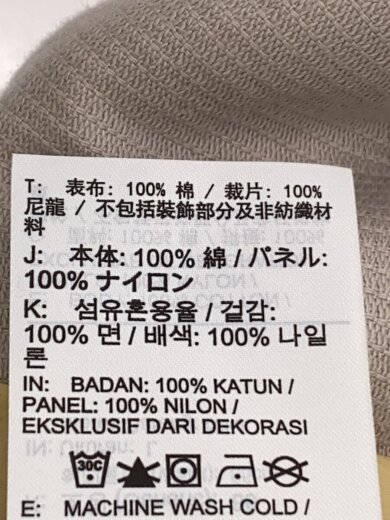 T: 表布: 100% 棉 / 裁片: 100%
尼龍 / 不包括裝飾部分及非紡織材
料
J: 本体: 100% 綿 / パネル:
100% ナイロン
K: 섬유혼용율 / 겉감:
100% 면 / 배색: 100% 나일
론
IN: BADAN: 100% KATUN /
PANEL: 100% NILON /
EKSKLUSIF DARI DEKORASI
30C
E: MACHINE WASH COLD /